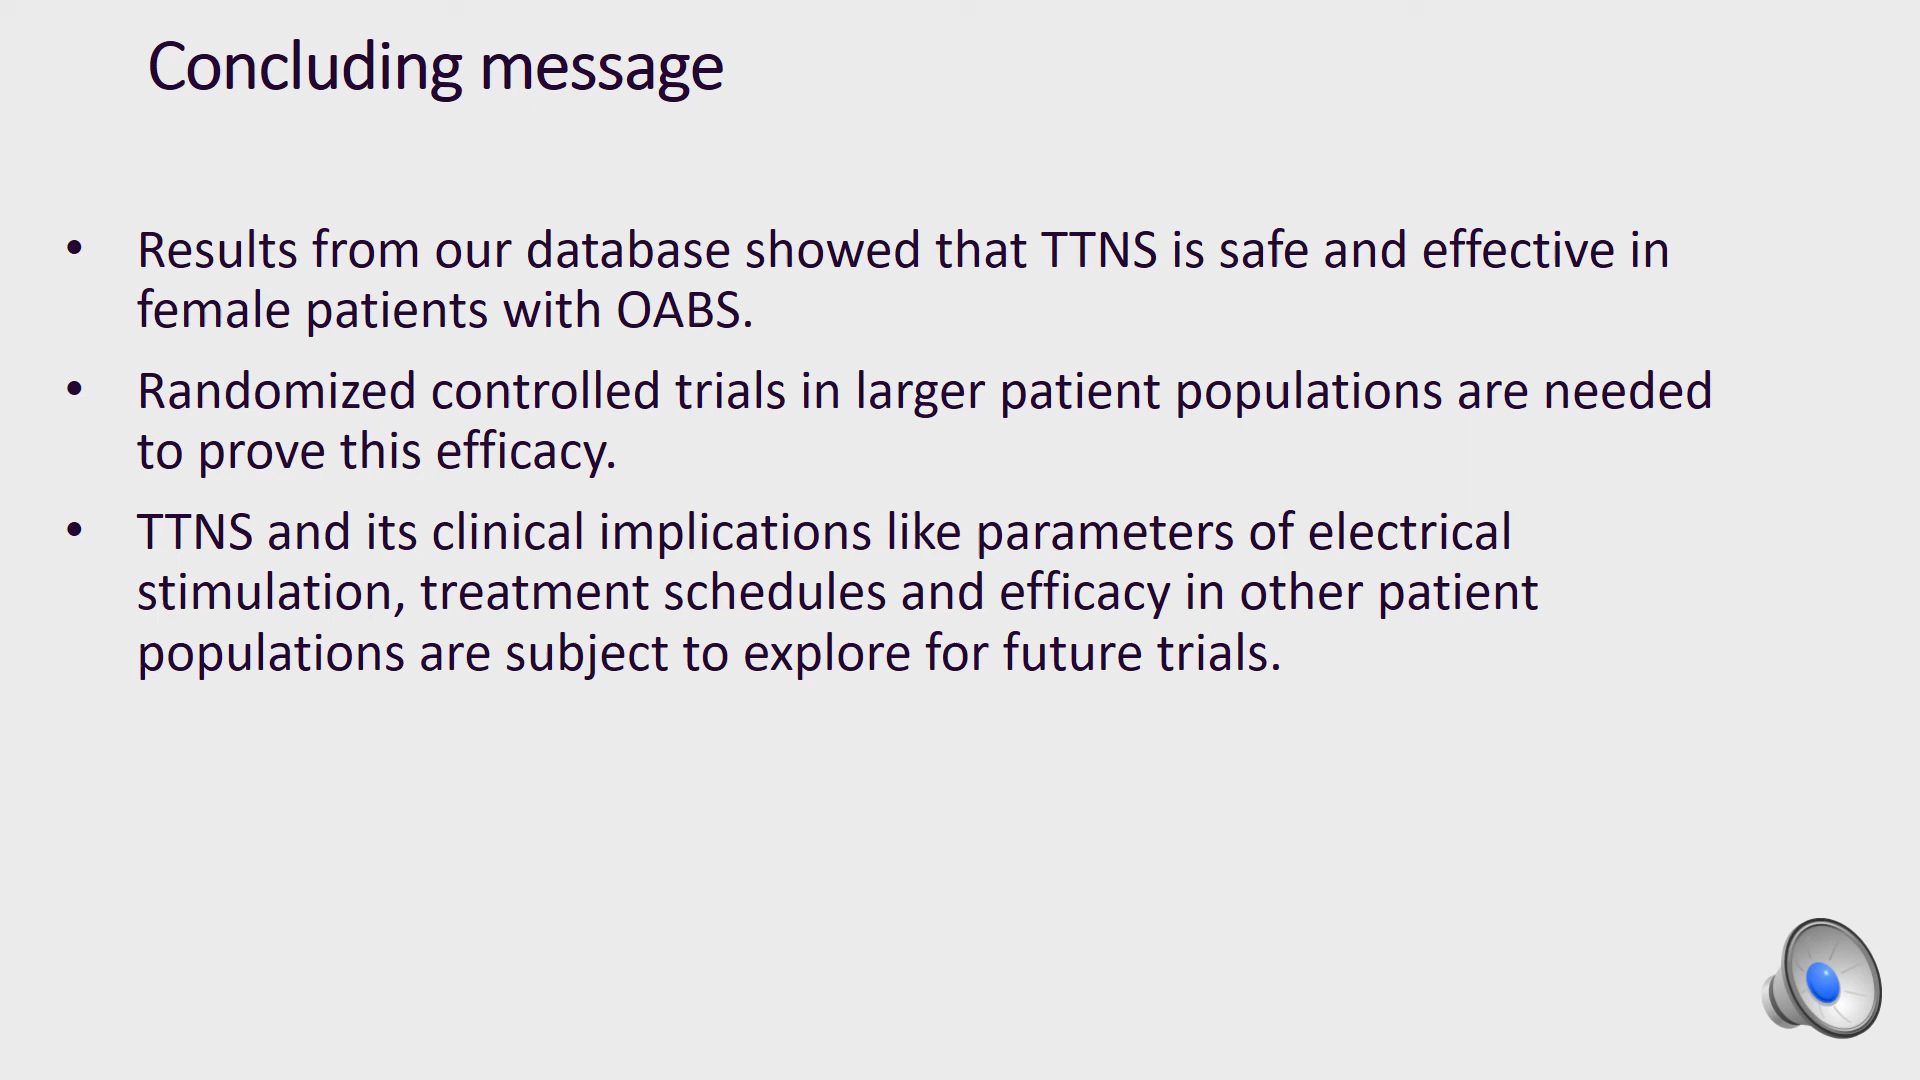 Concluding message
• Results from our database showed that TTNS is safe and effective in
female patients with OABS.
• Randomized controlled trials in larger patient populations are needed
to prove this efficacy.
• TTNS and its clinical implications like parameters of electrical
stimulation, treatment schedules and efficacy in other patient
populations are subject to explore for future trials.